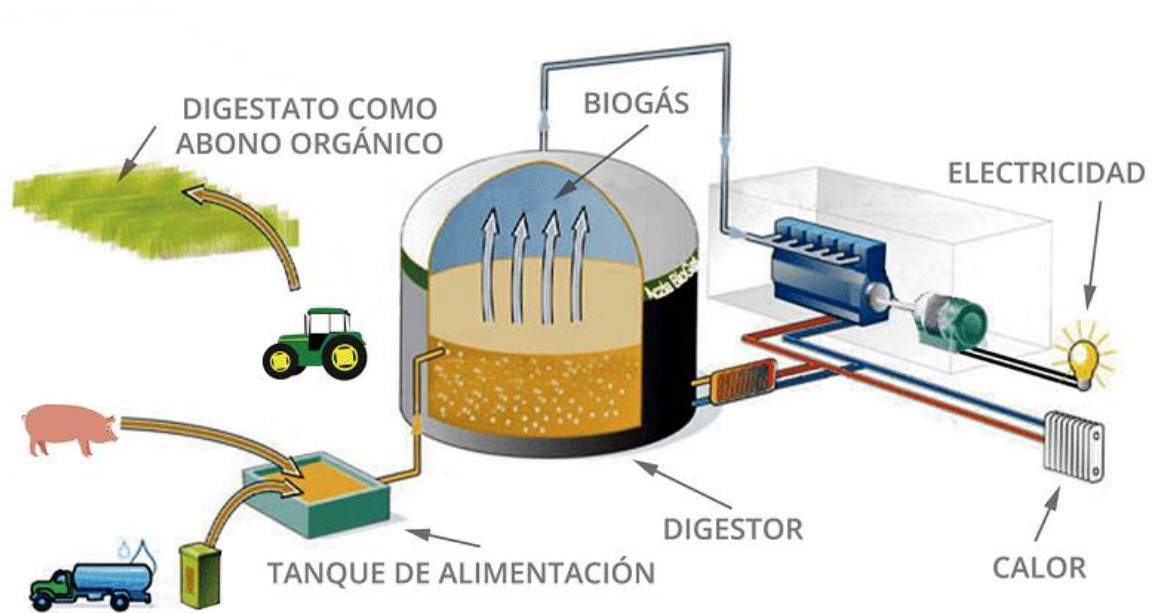 DIGESTATO COMO
ABONO ORGÁNICO
BIOGÁS
ELECTRICIDAD
DIGESTOR
TANQUE DE ALIMENTACIÓN
CALOR